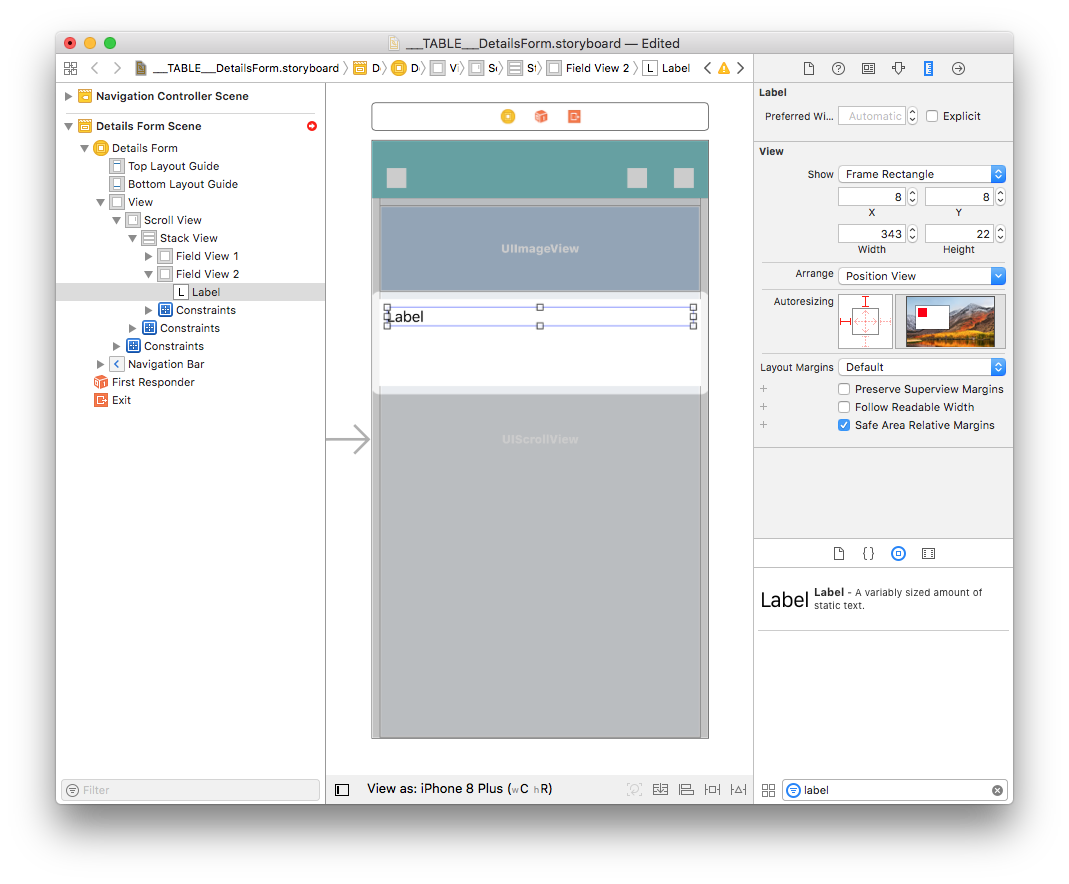 ___TABLE___DetailsForm.storyboard — Edited
___TABLE___DetailsForm.storyboard
D
D
Field View 2
L Label
Navigation Controller Scene
Details Form Scene
Details Form
Top Layout Guide
Bottom Layout Guide
View
Scroll View
Stack View
Field View 1
Field View 2
L Label
Constraints
Constraints
Constraints
Navigation Bar
First Responder
Exit
Filter
UIImageView
Label
UIScrollView
View as: iPhone 8 Plus (wC hR)
Label
Preferred Wi... Automatic Explicit
View
Show Frame Rectangle
8 8
X Y
343 22
Width Height
Arrange Position View
Autoresizing
Layout Margins Default
Preserve Superview Margins
Follow Readable Width
Safe Area Relative Margins
{}
Label Label - A variably sized amount of
static text.
label